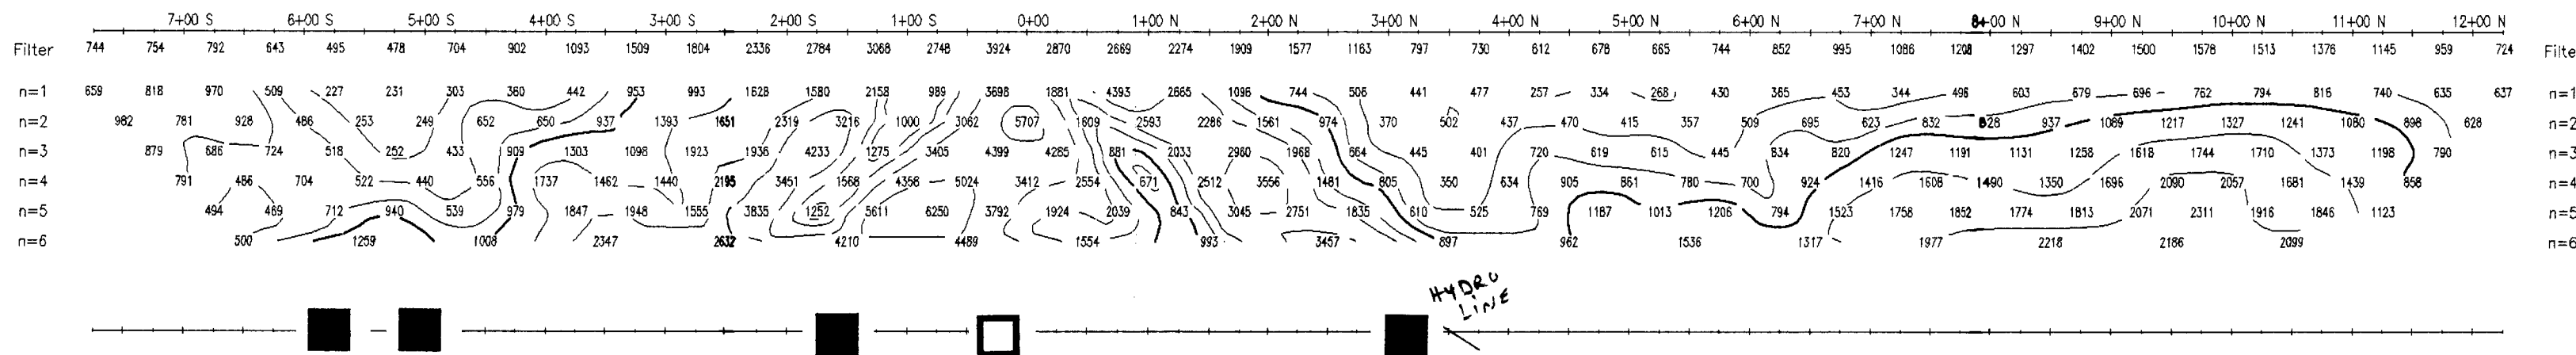 7+00 S 6+00 S 5+00 S 4+00 S 3+00 S 2+00 S 1+00 S 0+00 1+00 N 2+00 N 3+00 N 4+00 N 5+00 N 6+00 N 7+00 N 8+00 N 9+00 N 10+00 N 11+00 N 12+00 N
Filter 744 754 792 643 495 478 704 902 1093 1509 1804 2336 2784 3068 2748 3924 2870 2669 2274 1909 1577 1163 797 730 612 678 665 744 852 995 1086 1208 1297 1402 1500 1578 1513 1376 1145 959 724 Filte
n=1 659 818 970 509 227 231 303 360 442 953 993 1628 1580 2158 989 3698 1881 4393 2665 1096 744 506 441 477 257 334 268 430 365 453 344 496 603 679 696 762 794 816 740 635 637 n=1
n=2 982 781 928 486 253 249 652 650 937 1393 1651 2319 3216 1000 3062 5707 1609 2593 2286 1561 974 370 502 437 470 415 357 509 695 623 832 828 937 1069 1217 1327 1241 1080 898 628 n=2
n=3 879 686 724 518 252 433 909 1303 1098 1923 1936 4233 1275 3405 4399 4285 881 2033 2960 1968 664 445 401 720 619 615 445 834 820 1247 1191 1131 1258 1618 1744 1710 1373 1198 790 n=3
n=4 791 486 704 522 440 556 1737 1462 1440 2195 3451 1568 4358 5024 3412 2554 671 2512 3556 1481 805 350 634 905 861 780 700 924 1416 1608 1490 1350 1696 2090 2057 1681 1439 858 n=4
n=5 494 469 712 940 539 979 1847 1948 1555 3835 1252 5611 6250 3792 1924 2039 843 3045 2751 1835 610 525 769 1187 1013 1206 794 1523 1758 1852 1774 1813 2071 2311 1916 1846 1123 n=5
n=6 500 1259 1008 2347 2632 4210 4489 1554 993 3457 897 962 1536 1317 1977 2218 2186 2099 n=6
HYDRO
LINE